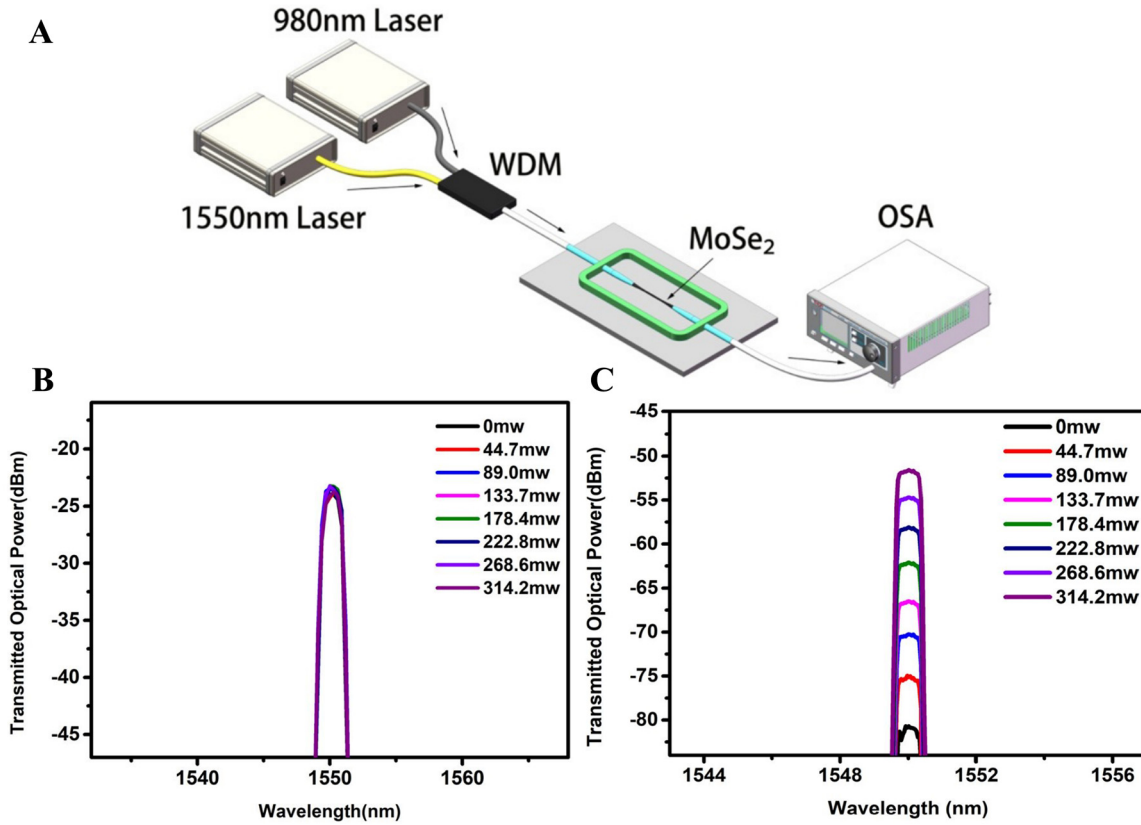 A
980nm Laser
1550nm Laser
WDM
MoSe₂
OSA
B
Transmitted Optical Power(dBm)
-20
-25
-30
-35
-40
-45
0mw
44.7mw
89.0mw
133.7mw
178.4mw
222.8mw
268.6mw
314.2mw
1540
1550
1560
Wavelength(nm)
C
Transmitted Optical Power(dBm)
-45
-50
-55
-60
-65
-70
-75
-80
0mw
44.7mw
89.0mw
133.7mw
178.4mw
222.8mw
268.6mw
314.2mw
1544
1548
1552
1556
Wavelength (nm)